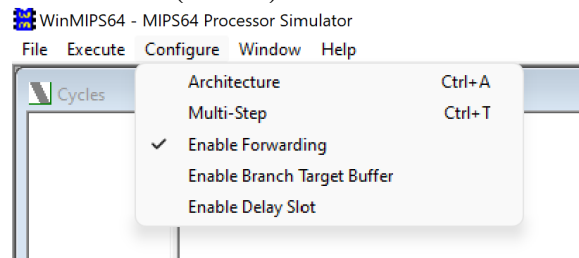 WinMIPS64 - MIPS64 Processor Simulator
File Execute Configure Window Help
Cycles
Architecture Ctrl+A
Multi-Step Ctrl+T
Enable Forwarding
Enable Branch Target Buffer
Enable Delay Slot